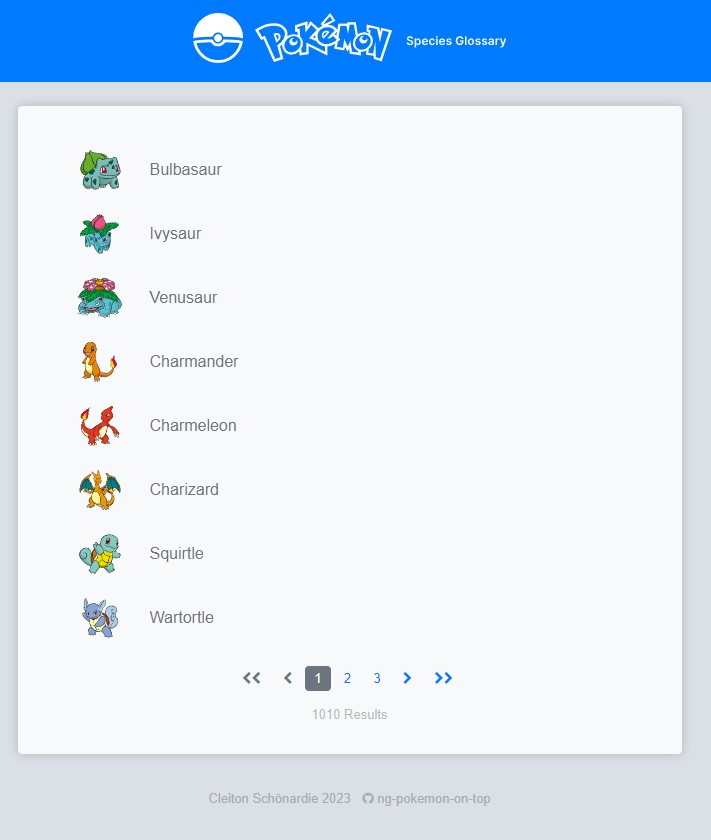 POKéMON Species Glossary
Bulbasaur
Ivysaur
Venusaur
Charmander
Charmeleon
Charizard
Squirtle
Wartortle
1 2 3
1010 Results
Cleiton Schönardie 2023 ng-pokemon-on-top